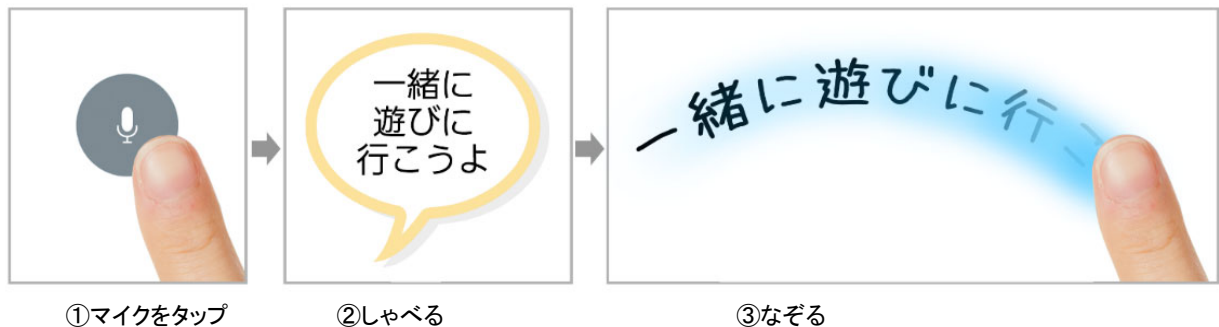 一緒に
遊びに
行こうよ
一緒に遊びに行こ
①マイクをタップ
②しゃべる
③なぞる